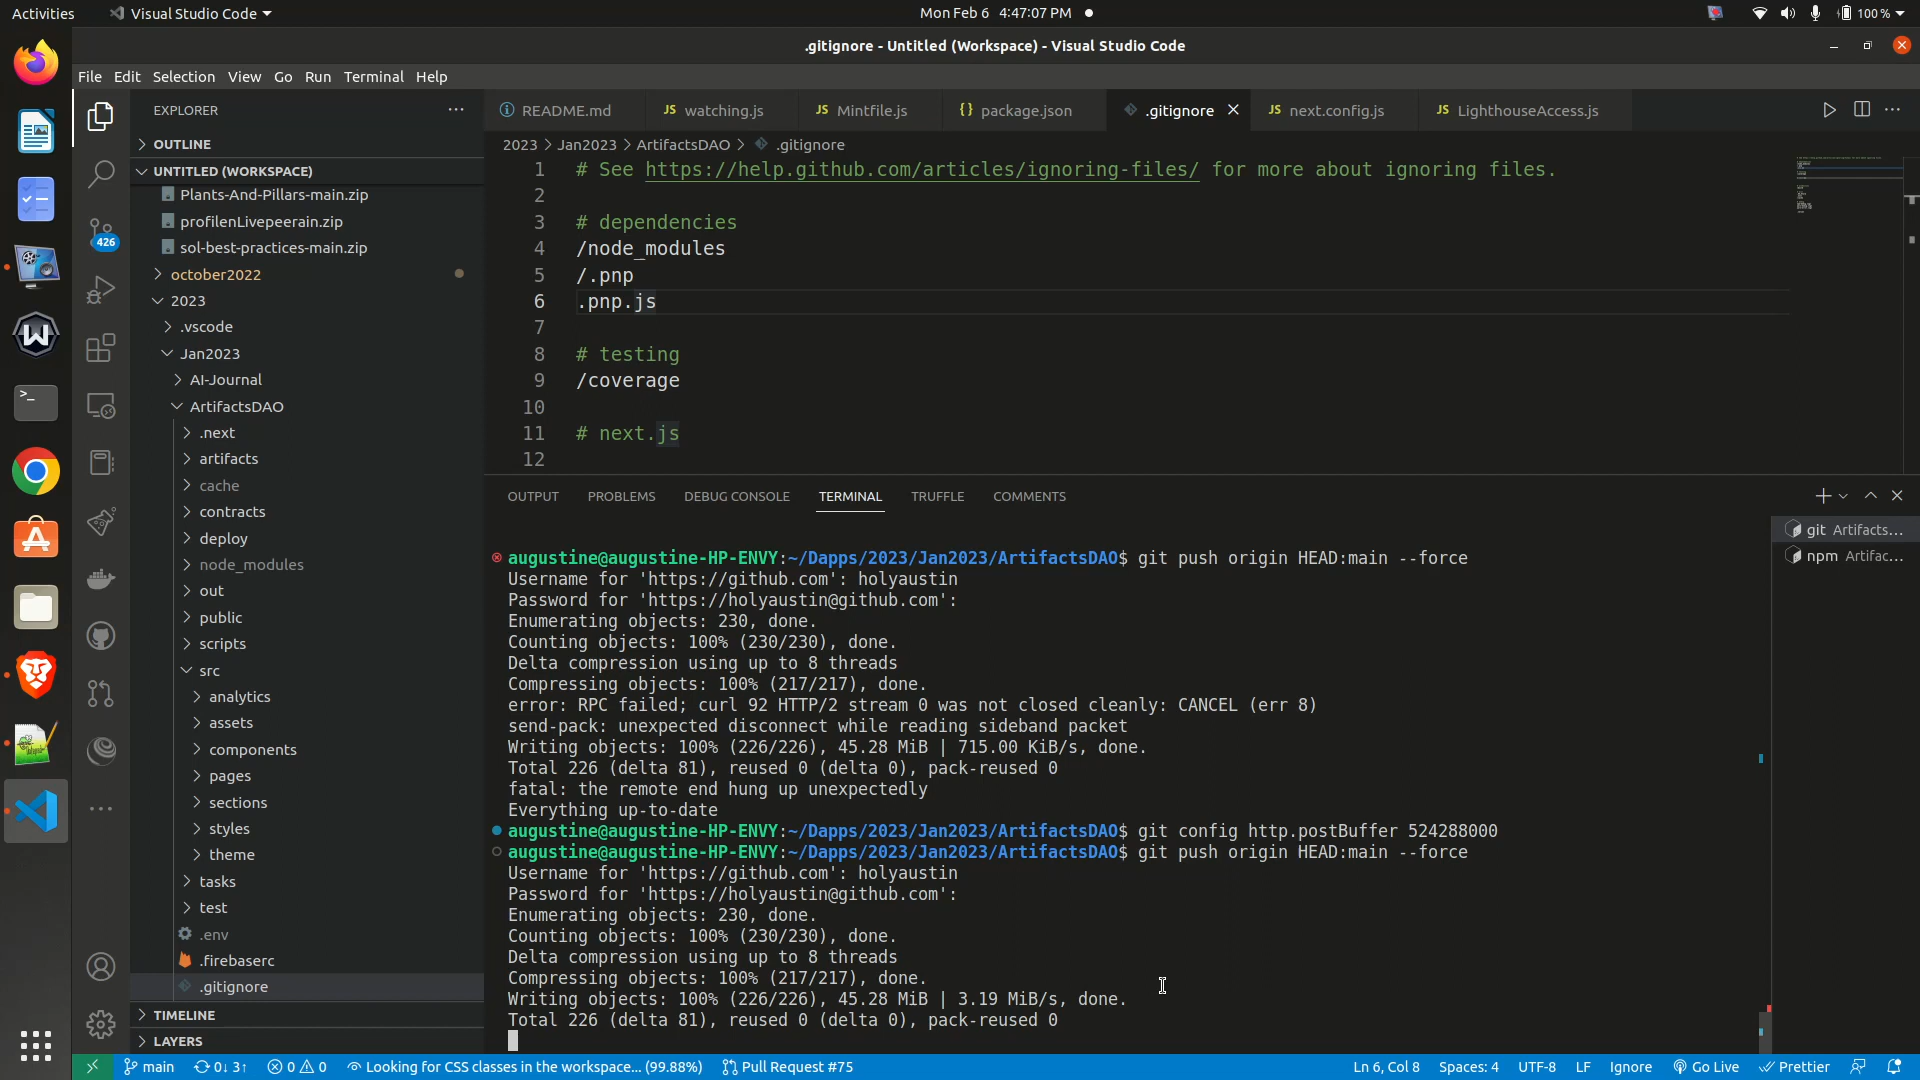 Activities
Visual Studio Code
Mon Feb 6 4:47:07 PM
100 %
.gitignore - Untitled (Workspace) - Visual Studio Code
File Edit Selection View Go Run Terminal Help
EXPLORER
OUTLINE
UNTITLED (WORKSPACE)
Plants-And-Pillars-main.zip
profilenLivepeerain.zip
sol-best-practices-main.zip
october2022
2023
.vscode
Jan2023
AI-Journal
ArtifactsDAO
.next
artifacts
cache
contracts
deploy
node_modules
out
public
scripts
src
analytics
assets
components
pages
sections
styles
theme
tasks
test
.env
.firebaserc
.gitignore
TIMELINE
LAYERS
426
README.md
JS watching.js
JS Mintfile.js
{} package.json
.gitignore
JS next.config.js
JS LighthouseAccess.js
2023 > Jan2023 > ArtifactsDAO > .gitignore
1 # See https://help.github.com/articles/ignoring-files/ for more about ignoring files.
2
3 # dependencies
4 /node_modules
5 /.pnp
6 .pnp.js
7
8 # testing
9 /coverage
10
11 # next.js
12
OUTPUT PROBLEMS DEBUG CONSOLE TERMINAL TRUFFLE COMMENTS
git Artifacts...
npm Artifac...
augustine@augustine-HP-ENVY:~/Dapps/2023/Jan2023/ArtifactsDAO$ git push origin HEAD:main --force
Username for 'https://github.com': holyaustin
Password for 'https://holyaustin@github.com':
Enumerating objects: 230, done.
Counting objects: 100% (230/230), done.
Delta compression using up to 8 threads
Compressing objects: 100% (217/217), done.
error: RPC failed; curl 92 HTTP/2 stream 0 was not closed cleanly: CANCEL (err 8)
send-pack: unexpected disconnect while reading sideband packet
Writing objects: 100% (226/226), 45.28 MiB | 715.00 KiB/s, done.
Total 226 (delta 81), reused 0 (delta 0), pack-reused 0
fatal: the remote end hung up unexpectedly
Everything up-to-date
augustine@augustine-HP-ENVY:~/Dapps/2023/Jan2023/ArtifactsDAO$ git config http.postBuffer 524288000
augustine@augustine-HP-ENVY:~/Dapps/2023/Jan2023/ArtifactsDAO$ git push origin HEAD:main --force
Username for 'https://github.com': holyaustin
Password for 'https://holyaustin@github.com':
Enumerating objects: 230, done.
Counting objects: 100% (230/230), done.
Delta compression using up to 8 threads
Compressing objects: 100% (217/217), done.
Writing objects: 100% (226/226), 45.28 MiB | 3.19 MiB/s, done.
Total 226 (delta 81), reused 0 (delta 0), pack-reused 0
main 0↓ 3↑ 0 0 Looking for CSS classes in the workspace... (99.88%) Pull Request #75
Ln 6, Col 8 Spaces: 4 UTF-8 LF Ignore Go Live Prettier